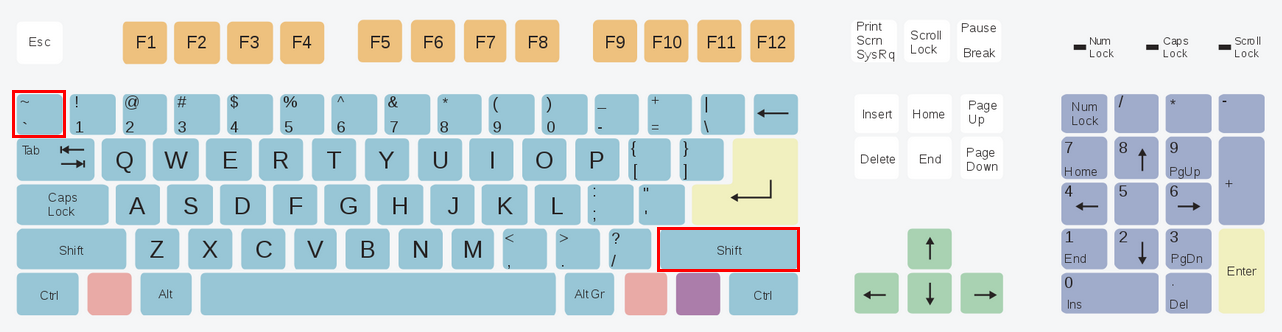 Esc F1 F2 F3 F4 F5 F6 F7 F8 F9 F10 F11 F12
Print
Scrn
SysRq
Scroll
Lock
Pause
Break
Num
Lock
Caps
Lock
Scroll
Lock
~ ! @ # $ % ^ & * ( ) _ + |
` 1 2 3 4 5 6 7 8 9 0 - = \
Insert Home Page
Up
Num
Lock
/ * -
Tab Q W E R T Y U I O P { }
[ ]
Delete End Page
Down
7 8 9
Home PgUp
+
Caps
Lock
A S D F G H J K L : "
; '
4 5 6
Shift Z X C V B N M < > ?
, . /
Shift
1 2 3
End PgDn
Enter
Ctrl Alt Alt Gr Ctrl
0 .
Ins Del